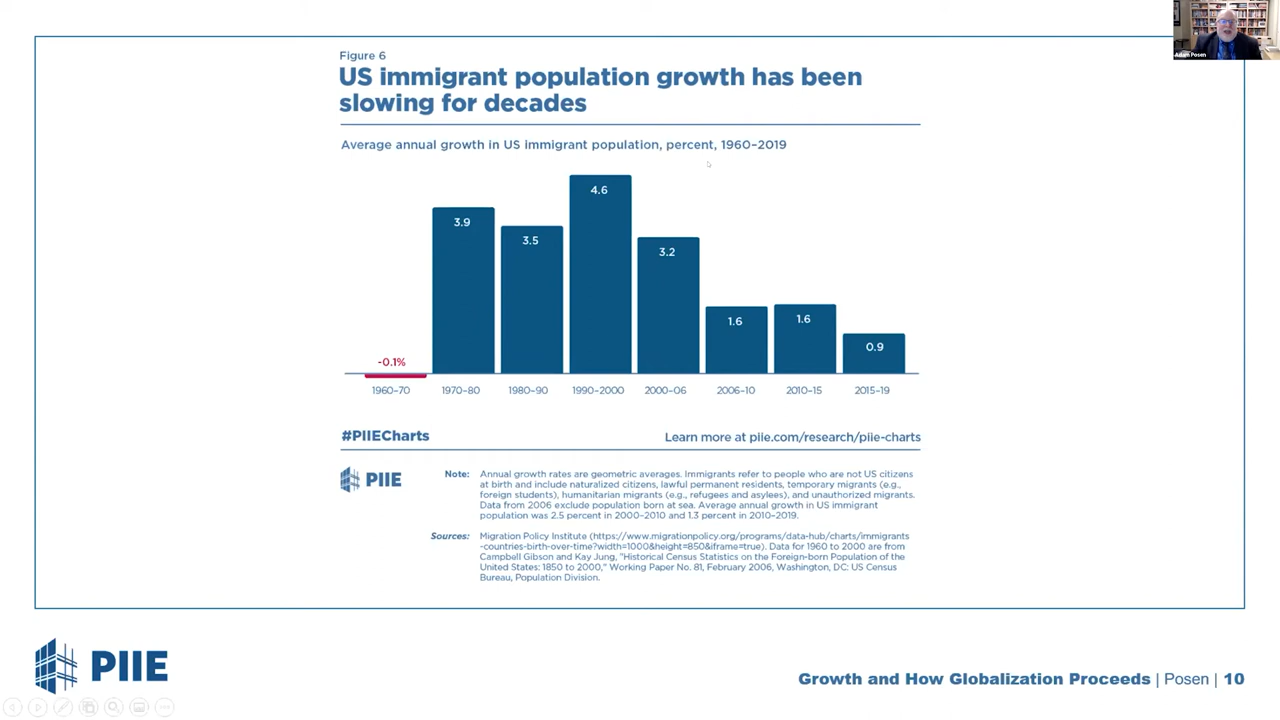 Adam Posen
Figure 6
US immigrant population growth has been
slowing for decades
Average annual growth in US immigrant population, percent, 1960–2019
-0.1%
3.9
3.5
4.6
3.2
1.6
1.6
0.9
1960–70
1970–80
1980–90
1990–2000
2000–06
2006–10
2010–15
2015–19
#PIIECharts
Learn more at piie.com/research/piie-charts
PIIE
Note: Annual growth rates are geometric averages. Immigrants refer to people who are not US citizens
at birth and include naturalized citizens, lawful permanent residents, temporary migrants (e.g.,
foreign students), humanitarian migrants (e.g., refugees and asylees), and unauthorized migrants.
Data from 2006 exclude population born at sea. Average annual growth in US immigrant
population was 2.5 percent in 2000–2010 and 1.3 percent in 2010–2019.
Sources: Migration Policy Institute (https://www.migrationpolicy.org/programs/data-hub/charts/immigrants
-countries-birth-over-time?width=1000&height=850&iframe=true). Data for 1960 to 2000 are from
Campbell Gibson and Kay Jung, "Historical Census Statistics on the Foreign-born Population of the
United States: 1850 to 2000," Working Paper No. 81, February 2006, Washington, DC: US Census
Bureau, Population Division.
PIIE
Growth and How Globalization Proceeds | Posen | 10